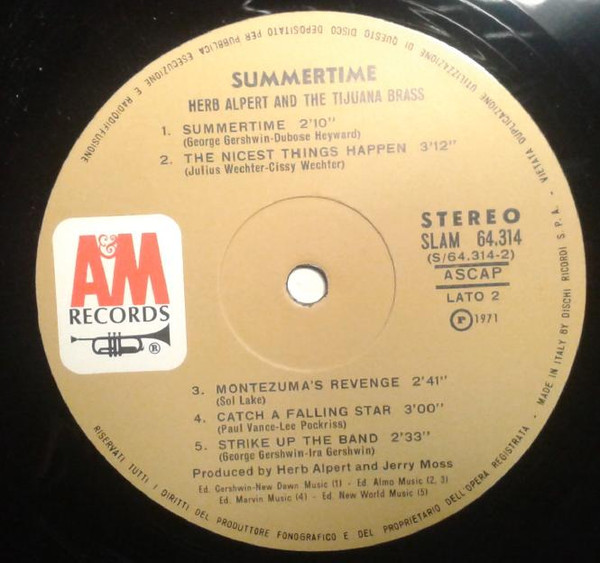 SUMMERTIME
HERB ALPERT AND THE TIJUANA BRASS
1. SUMMERTIME 2'10"
(George Gershwin-Dubose Heyward)
2. THE NICEST THINGS HAPPEN 3'12"
(Julius Wechter-Cissy Wechter)
STEREO
SLAM 64.314
(S/64.314-2)
ASCAP
LATO 2
Ⓟ 1971
A&M
RECORDS
®
3. MONTEZUMA'S REVENGE 2'41"
(Sol Lake)
4. CATCH A FALLING STAR 3'00"
(Paul Vance-Lee Pockriss)
5. STRIKE UP THE BAND 2'33"
(George Gershwin-Ira Gershwin)
Produced by Herb Alpert and Jerry Moss
Ed. Gershwin-New Dawn Music (1) - Ed. Almo Music (2, 3)
Ed. Marvin Music (4) - Ed. New World Music (5)
RISERVATI TUTTI I DIRITTI DEL PRODUTTORE FONOGRAFICO E DEL PROPRIETARIO DELL'OPERA REGISTRATA - MADE IN ITALY BY DISCHI RICORDI S.P.A. - VIETATA DUPLICAZIONE UTILIZZAZIONE DI QUESTO DISCO DEPOSITATO PER PUBBLICA ESECUZIONE E RADIODIFFUSIONE